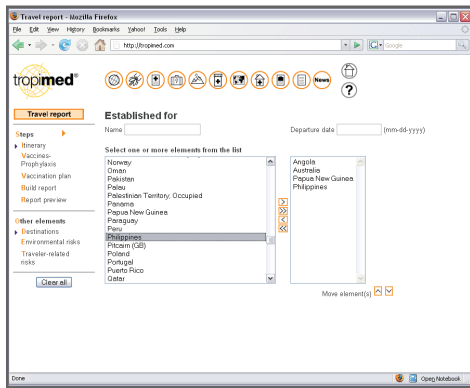 Travel report - Mozilla Firefox
File Edit View History Bookmarks Yahoo! Tools Help
http://tropimed.com
Google
tropimed®
News
?
Travel report
Established for
Name
Departure date
(mm-dd-yyyy)
Steps
Itinerary
Vaccines-
Prophylaxis
Vaccination plan
Build report
Report preview
Other elements
Destinations
Environmental risks
Traveler-related
risks
Clear all
Select one or more elements from the list
Norway
Oman
Pakistan
Palau
Palestinian Territory, Occupied
Panama
Papua New Guinea
Paraguay
Peru
Philippines
Pitcairn (GB)
Poland
Portugal
Puerto Rico
Qatar
>
>>
<
<<
Angola
Australia
Papua New Guinea
Philippines
Move element(s)
Done
Open Notebook